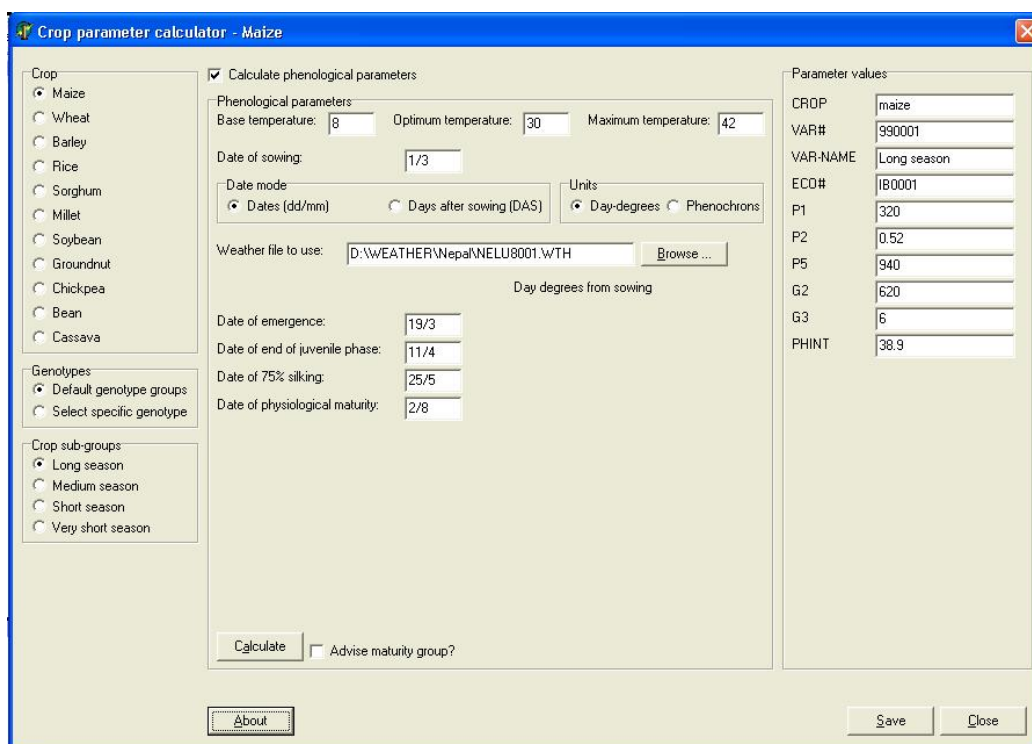 Crop parameter calculator - Maize
Crop
Maize
Wheat
Barley
Rice
Sorghum
Millet
Soybean
Groundnut
Chickpea
Bean
Cassava
Genotypes
Default genotype groups
Select specific genotype
Crop sub-groups
Long season
Medium season
Short season
Very short season
Calculate phenological parameters
Phenological parameters
Base temperature: 8 Optimum temperature: 30 Maximum temperature: 42
Date of sowing: 1/3
Date mode
Dates (dd/mm) Days after sowing (DAS)
Units
Day-degrees Phenochrons
Weather file to use: D:\WEATHER\Nepal\NELU8001.WTH Browse ...
Day degrees from sowing
Date of emergence: 19/3
Date of end of juvenile phase: 11/4
Date of 75% silking: 25/5
Date of physiological maturity: 2/8
Calculate Advise maturity group?
Parameter values
CROP maize
VAR# 990001
VAR-NAME Long season
ECO# IB0001
P1 320
P2 0.52
P5 940
G2 620
G3 6
PHINT 38.9
About Save Close